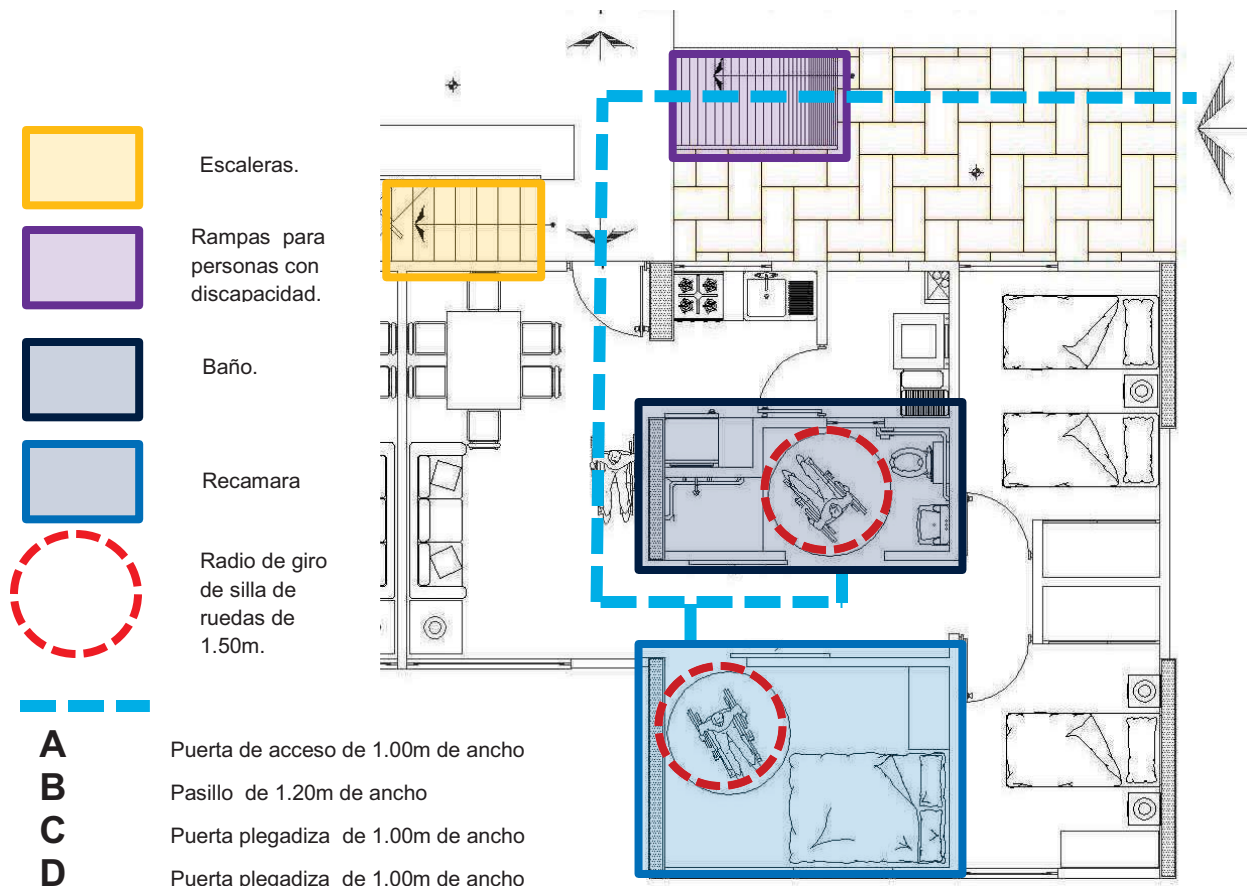 Escaleras.
Rampas para
personas con
discapacidad.
Baño.
Recamara
Radio de giro
de silla de
ruedas de
1.50m.
A Puerta de acceso de 1.00m de ancho
B Pasillo de 1.20m de ancho
C Puerta plegadiza de 1.00m de ancho
D Puerta plegadiza de 1.00m de ancho